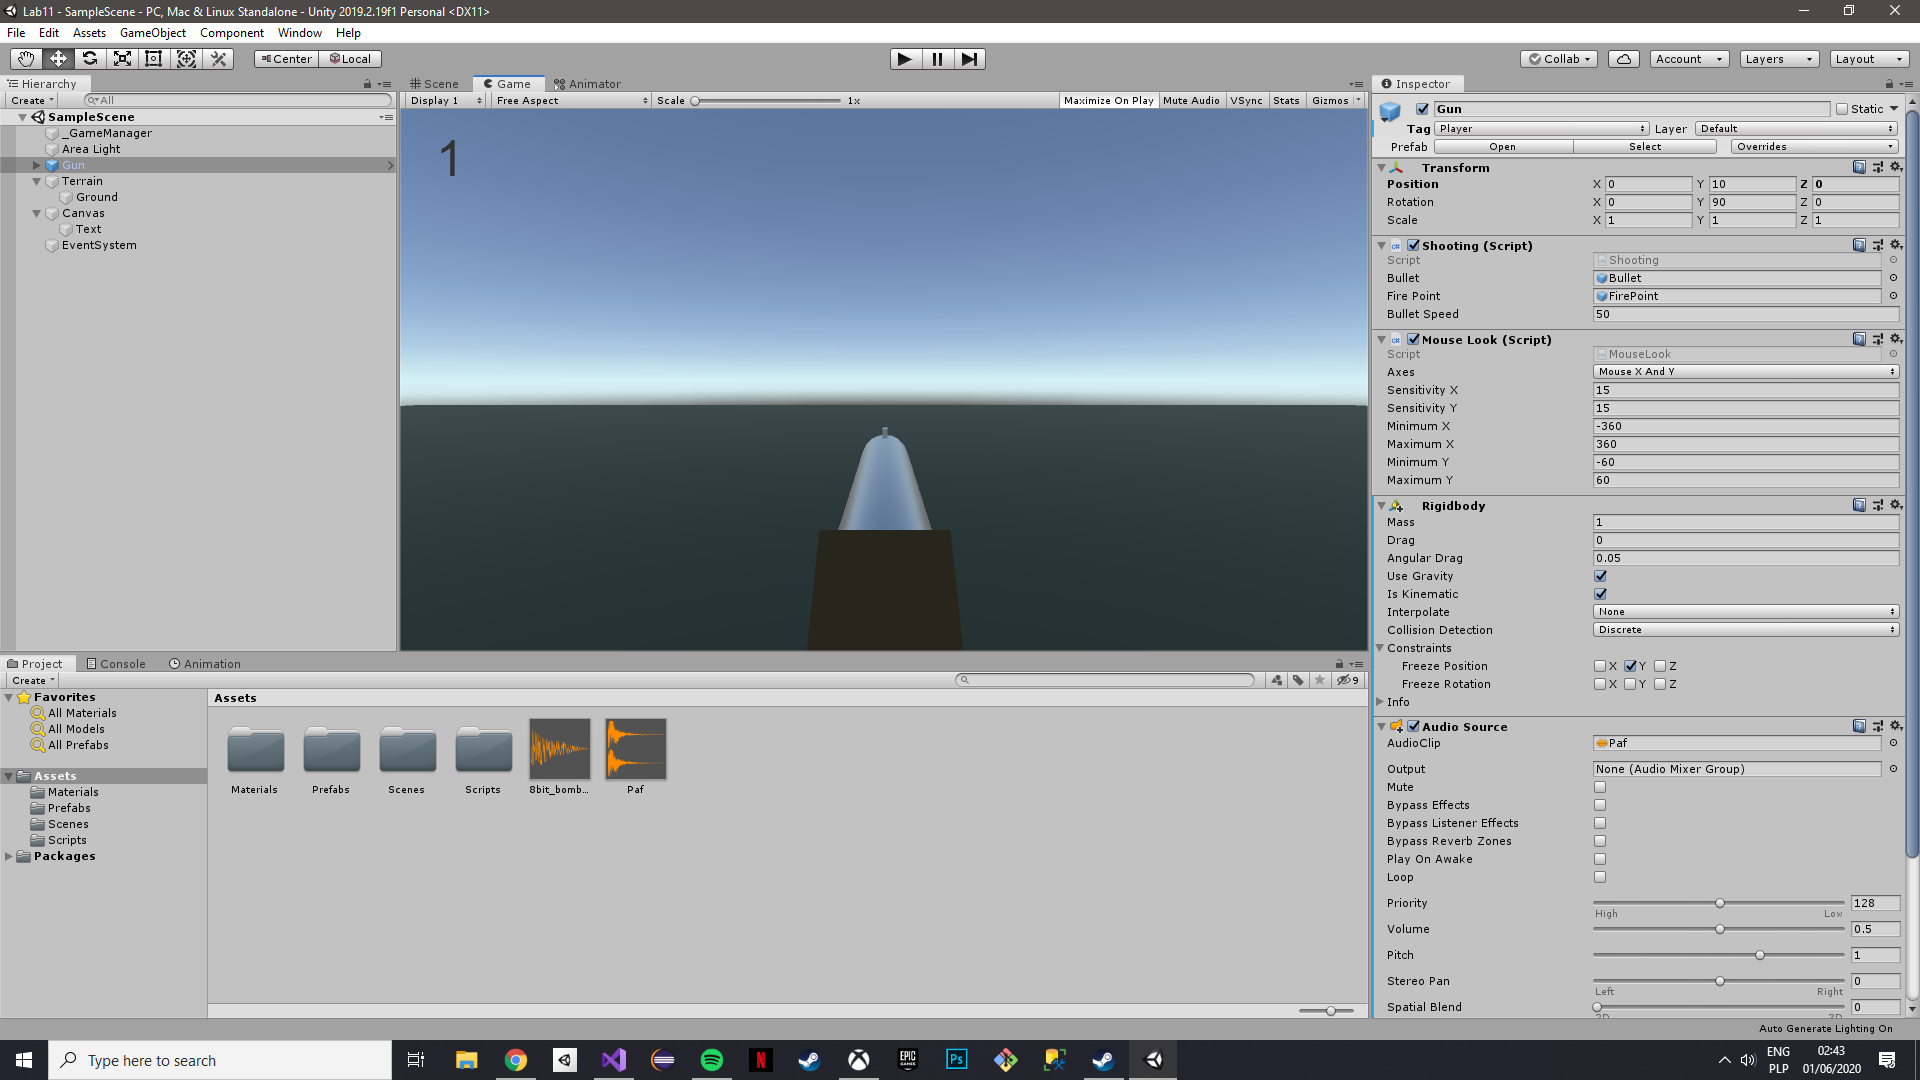 Lab11 - SampleScene - PC, Mac & Linux Standalone - Unity 2019.2.19f1 Personal <DX11>
File Edit Assets GameObject Component Window Help
Center Local Collab Account Layers Layout
Hierarchy
Create All
SampleScene
_GameManager
Area Light
Gun
Terrain
Ground
Canvas
Text
EventSystem
Scene Game Animator
Display 1 Free Aspect Scale 1x Maximize On Play Mute Audio VSync Stats Gizmos
1
Inspector
Gun Static
Tag Player Layer Default
Prefab Open Select Overrides
Transform
Position X 0 Y 10 Z 0
Rotation X 0 Y 90 Z 0
Scale X 1 Y 1 Z 1
Shooting (Script)
Script Shooting
Bullet Bullet
Fire Point FirePoint
Bullet Speed 50
Mouse Look (Script)
Script MouseLook
Axes Mouse X And Y
Sensitivity X 15
Sensitivity Y 15
Minimum X -360
Maximum X 360
Minimum Y -60
Maximum Y 60
Rigidbody
Mass 1
Drag 0
Angular Drag 0.05
Use Gravity
Is Kinematic
Interpolate None
Collision Detection Discrete
Constraints
Freeze Position X Y Z
Freeze Rotation X Y Z
Info
Audio Source
AudioClip Paf
Output None (Audio Mixer Group)
Mute
Bypass Effects
Bypass Listener Effects
Bypass Reverb Zones
Play On Awake
Loop
Priority 128
High Low
Volume 0.5
Pitch 1
Stereo Pan 0
Left Right
Spatial Blend 0
Project Console Animation
Create 9
Favorites
All Materials
All Models
All Prefabs
Assets
Materials
Prefabs
Scenes
Scripts
Packages
Assets
Materials Prefabs Scenes Scripts 8bit_bomb... Paf
Auto Generate Lighting On
Type here to search
N EPIC GAMES Ps
ENG
PLP
02:43
01/06/2020